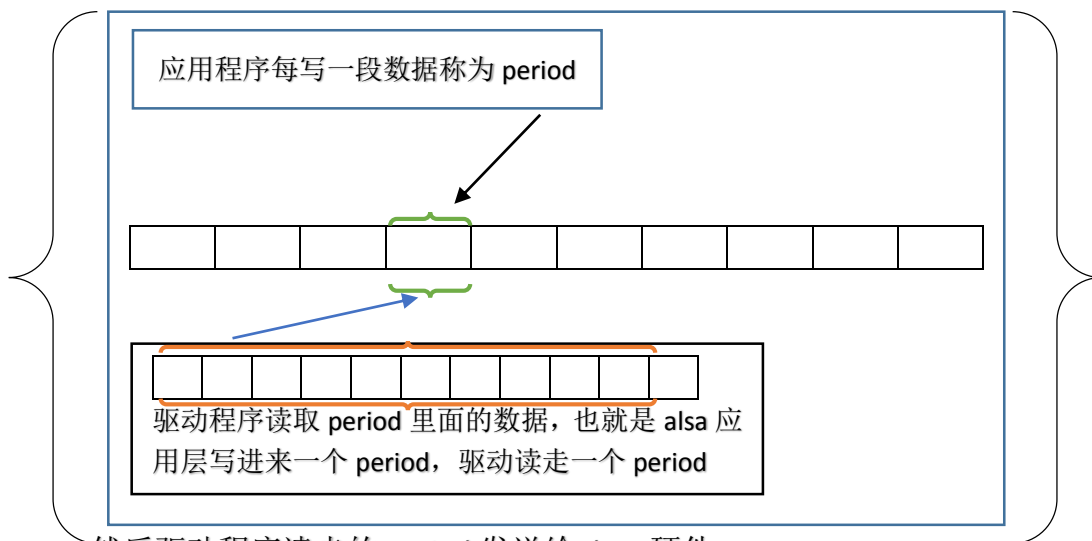 应用程序每写一段数据称为 period
驱动程序读取 period 里面的数据，也就是 alsa 应
用层写进来一个 period，驱动读走一个 period